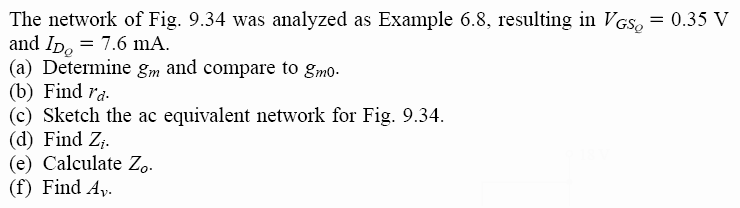 The network of Fig. 9.34 was analyzed as Example 6.8, resulting in V_{GS_Q} = 0.35 V
and I_{D_Q} = 7.6 mA.
(a) Determine g_m and compare to g_{m0}.
(b) Find r_d.
(c) Sketch the ac equivalent network for Fig. 9.34.
(d) Find Z_i.
(e) Calculate Z_o.
(f) Find A_v.